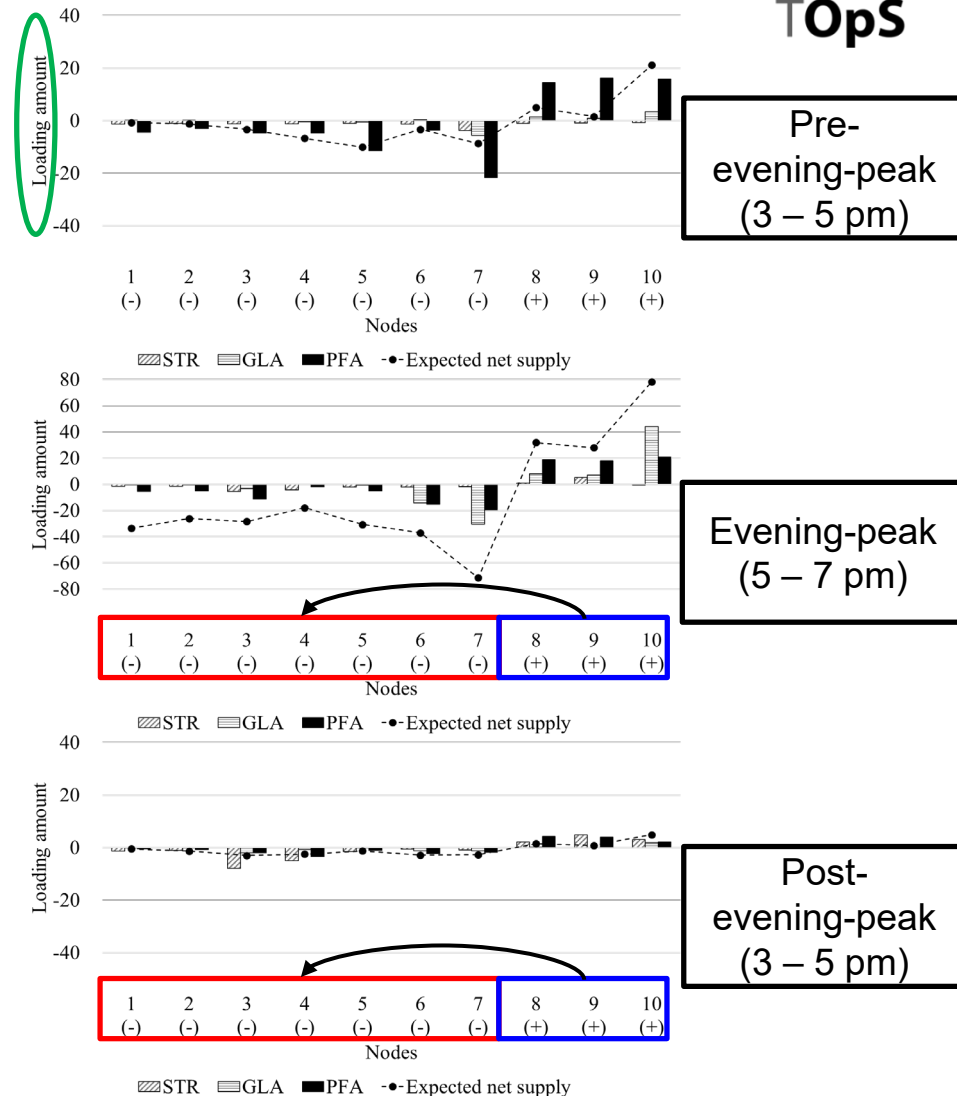 TOpS
40
20
0
-20
-40
Loading amount
1 2 3 4 5 6 7 8 9 10
(-) (-) (-) (-) (-) (-) (-) (+) (+) (+)
Nodes
STR GLA PFA Expected net supply
Pre-
evening-peak
(3 – 5 pm)
80
60
40
20
0
-20
-40
-60
-80
Loading amount
1 2 3 4 5 6 7 8 9 10
(-) (-) (-) (-) (-) (-) (-) (+) (+) (+)
Nodes
STR GLA PFA Expected net supply
Evening-peak
(5 – 7 pm)
40
20
0
-20
-40
Loading amount
1 2 3 4 5 6 7 8 9 10
(-) (-) (-) (-) (-) (-) (-) (+) (+) (+)
Nodes
STR GLA PFA Expected net supply
Post-
evening-peak
(3 – 5 pm)